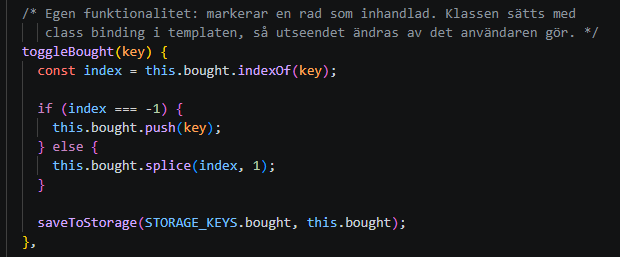 /* Egen funktionalitet: markerar en rad som inhandlad. Klassen sätts med
class binding i templaten, så utseendet ändras av det användaren gör. */
toggleBought(key) {
const index = this.bought.indexOf(key);
if (index === -1) {
this.bought.push(key);
} else {
this.bought.splice(index, 1);
}
saveToStorage(STORAGE_KEYS.bought, this.bought);
},